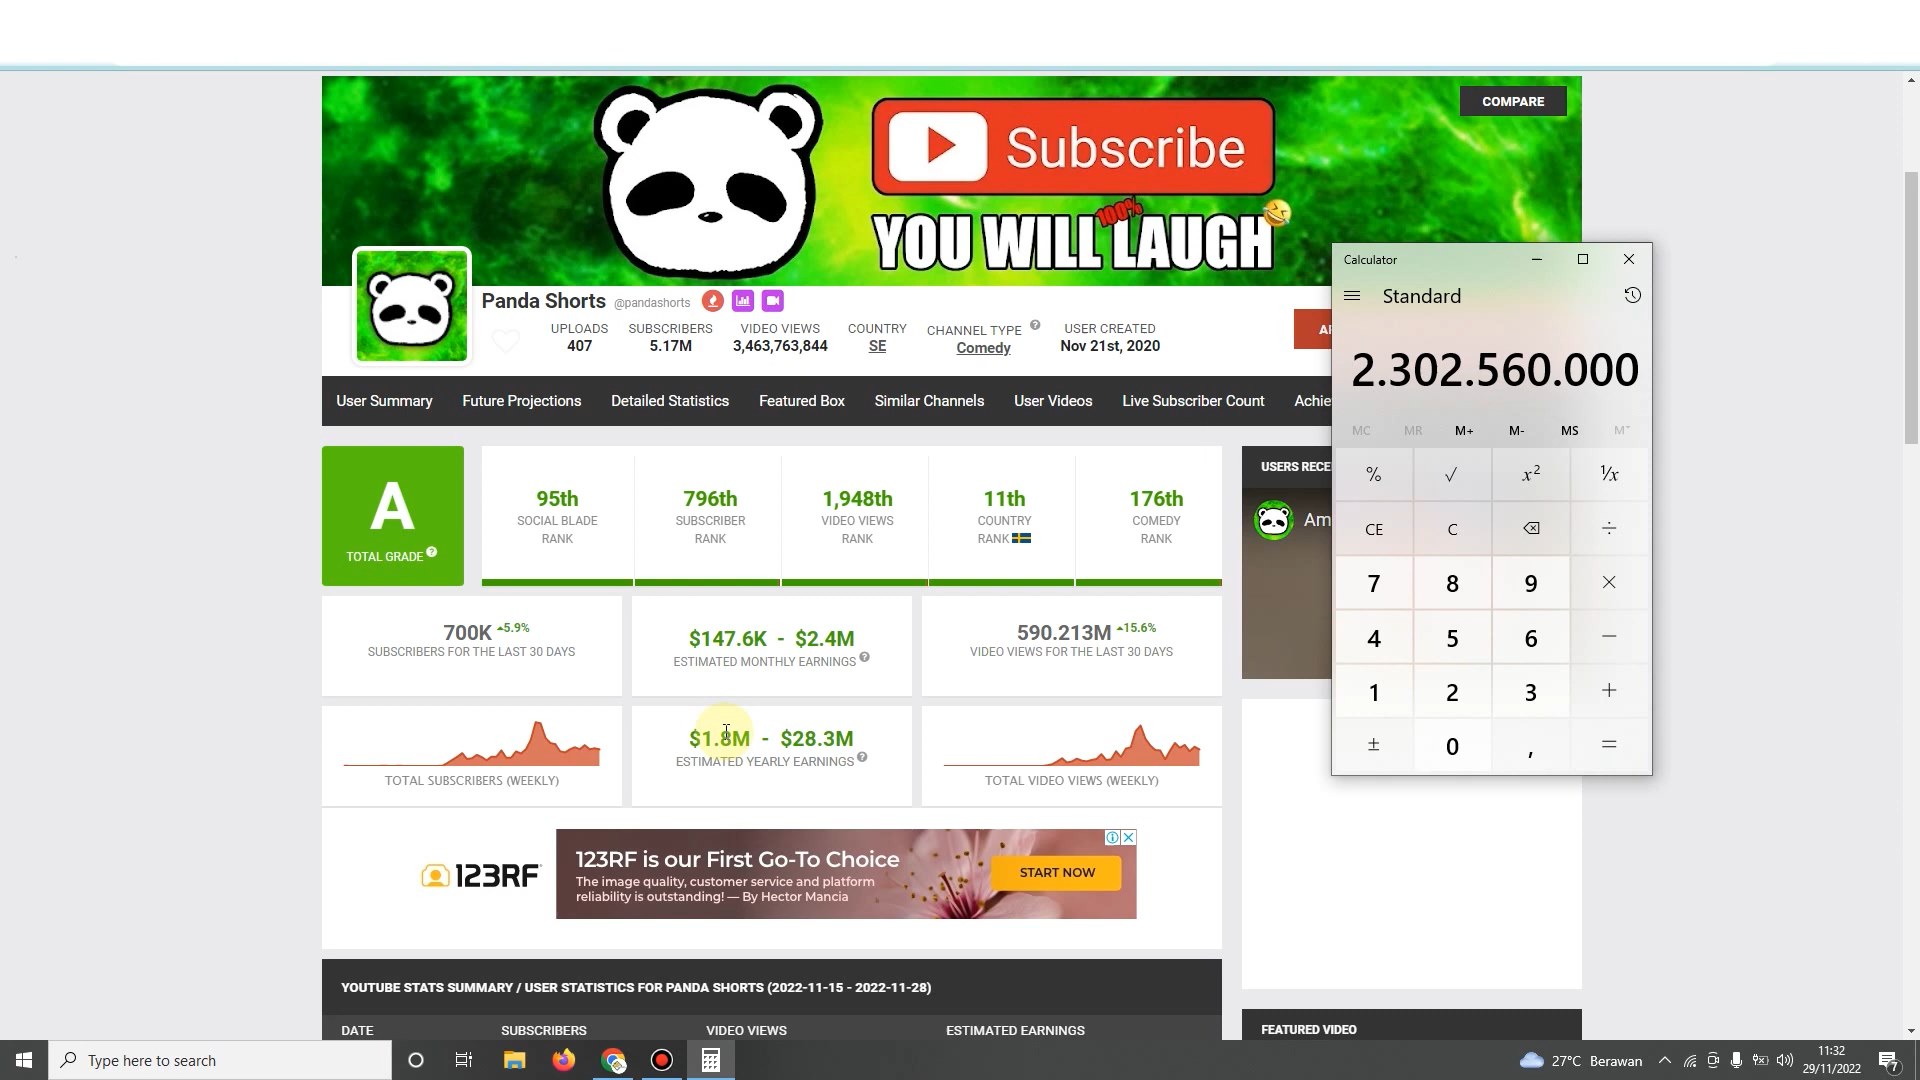 COMPARE
Subscribe
100%
YOU WILL LAUGH
Panda Shorts @pandashorts
UPLOADS
407
SUBSCRIBERS
5.17M
VIDEO VIEWS
3,463,763,844
COUNTRY
SE
CHANNEL TYPE ?
Comedy
USER CREATED
Nov 21st, 2020
User Summary
Future Projections
Detailed Statistics
Featured Box
Similar Channels
User Videos
Live Subscriber Count
Achie
A
TOTAL GRADE ?
95th
SOCIAL BLADE
RANK
796th
SUBSCRIBER
RANK
1,948th
VIDEO VIEWS
RANK
11th
COUNTRY
RANK
176th
COMEDY
RANK
USERS RECE
Am
700K 5.9%
SUBSCRIBERS FOR THE LAST 30 DAYS
$147.6K - $2.4M
ESTIMATED MONTHLY EARNINGS ?
590.213M 15.6%
VIDEO VIEWS FOR THE LAST 30 DAYS
TOTAL SUBSCRIBERS (WEEKLY)
$1.8M - $28.3M
ESTIMATED YEARLY EARNINGS ?
TOTAL VIDEO VIEWS (WEEKLY)
123RF
123RF is our First Go-To Choice
The image quality, customer service and platform
reliability is outstanding! — By Hector Mancia
START NOW
YOUTUBE STATS SUMMARY / USER STATISTICS FOR PANDA SHORTS (2022-11-15 - 2022-11-28)
DATE
SUBSCRIBERS
VIDEO VIEWS
ESTIMATED EARNINGS
FEATURED VIDEO
Calculator
Standard
2.302.560.000
MC MR M+ M- MS M˅
% √ x² ¹/x
CE C ÷
7 8 9 ×
4 5 6 −
1 2 3 +
± 0 , =
Type here to search
27°C Berawan
11:32
29/11/2022
7